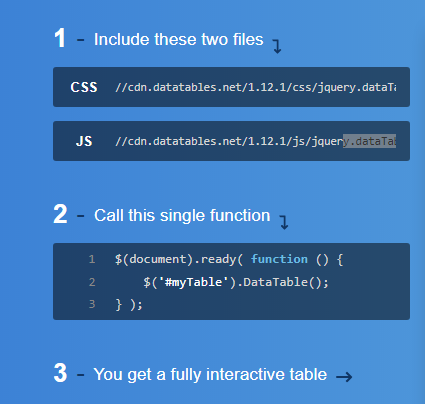 1 - Include these two files
CSS //cdn.datatables.net/1.12.1/css/jquery.dataTa
JS //cdn.datatables.net/1.12.1/js/jquery.dataTab
2 - Call this single function
1 $(document).ready( function () {
2 $('#myTable').DataTable();
3 } );
3 - You get a fully interactive table